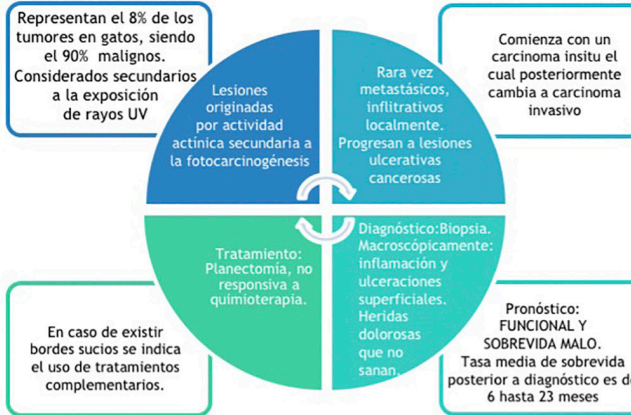 Representan el 8% de los
tumores en gatos, siendo
el 90% malignos.
Considerados secundarios
a la exposición
de rayos UV
Lesiones
originadas
por actividad
actínica secundaria a
la fotocarcinogénesis
Rara vez
metastásicos,
inflitrativos
localmente.
Progresan a lesiones
ulcerativas
cancerosas
Comienza con un
carcinoma insitu el
cual posteriormente
cambia a carcinoma
invasivo
Tratamiento:
Planectomía, no
responsiva a
quimioterapia.
Diagnóstico:Biopsia.
Macroscópicamente:
inflamación y
ulceraciones
superficiales.
Heridas
dolorosas
que no
sanan.
En caso de existir
bordes sucios se indica
el uso de tratamientos
complementarios.
Pronóstico:
FUNCIONAL Y
SOBREVIDA MALO.
Tasa media de sobrevida
posterior a diagnóstico es de
6 hasta 23 meses